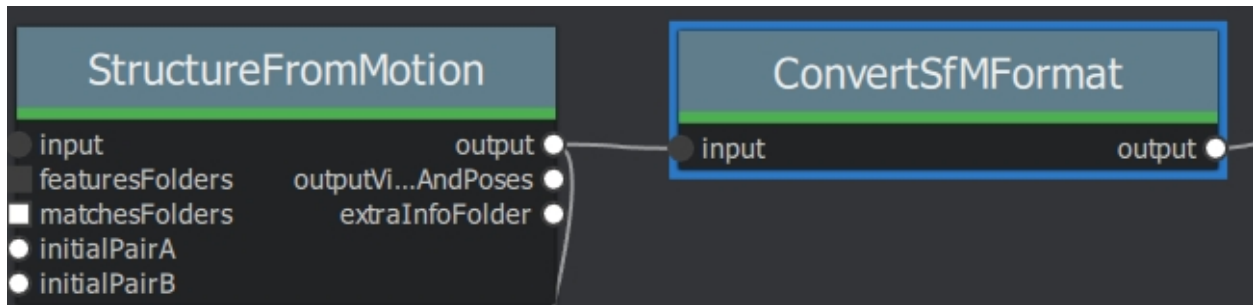 StructureFromMotion
input output
featuresFolders outputVi...AndPoses
matchesFolders extraInfoFolder
initialPairA
initialPairB
ConvertSfMFormat
input output